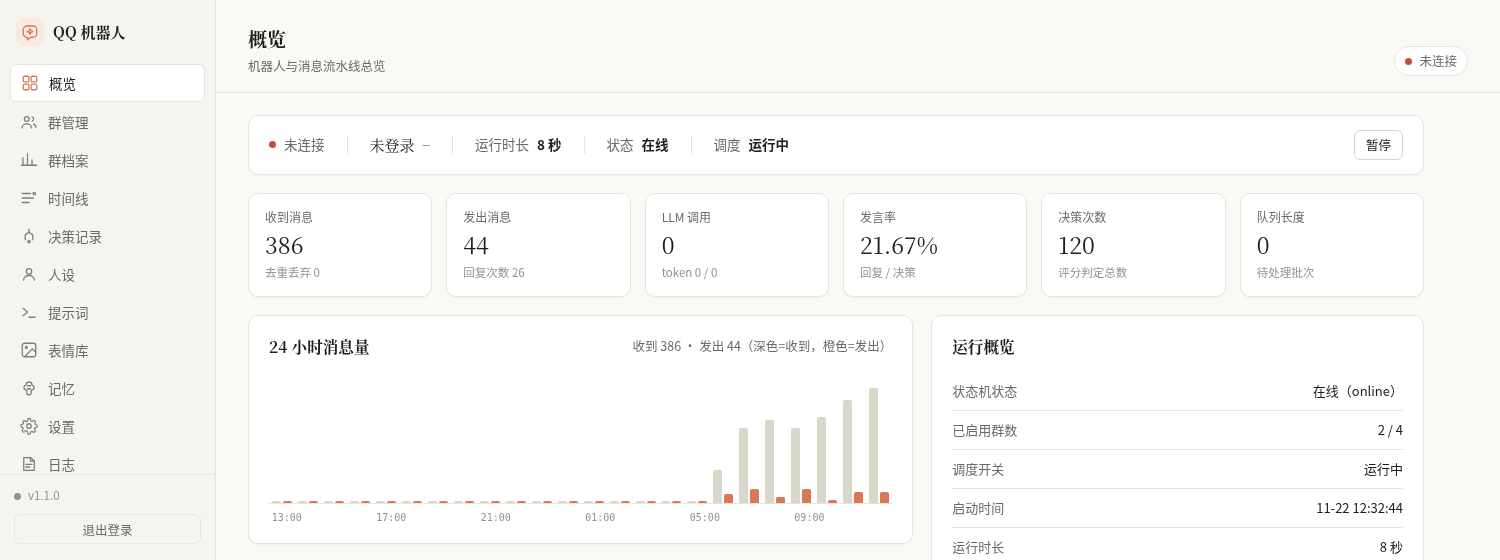 QQ 机器人
概览
群管理
群档案
时间线
决策记录
人设
提示词
表情库
记忆
设置
日志
v1.1.0
退出登录
概览
机器人与消息流水线总览
未连接
未连接 未登录 – 运行时长 8 秒 状态 在线 调度 运行中 暂停
收到消息
386
去重丢弃 0
发出消息
44
回复次数 26
LLM 调用
0
token 0 / 0
发言率
21.67%
回复 / 决策
决策次数
120
评分判定总数
队列长度
0
待处理批次
24 小时消息量
收到 386 · 发出 44（深色=收到，橙色=发出）
13:00 17:00 21:00 01:00 05:00 09:00
运行概览
状态机状态 在线（online）
已启用群数 2 / 4
调度开关 运行中
启动时间 11-22 12:32:44
运行时长 8 秒